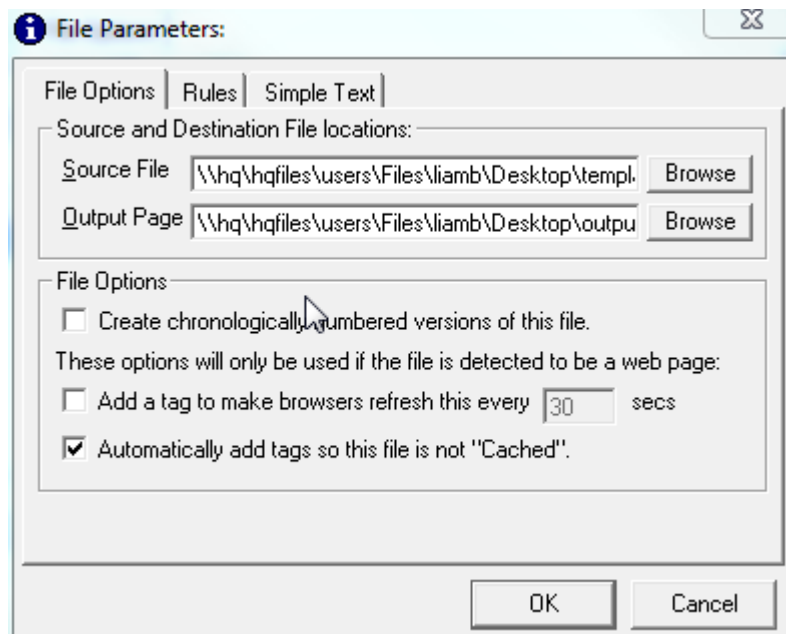 File Parameters:
File Options Rules Simple Text
Source and Destination File locations:
Source File \\hq\hqfiles\users\Files\liamb\Desktop\templ Browse
Output Page \\hq\hqfiles\users\Files\liamb\Desktop\outpu Browse
File Options
Create chronologically numbered versions of this file.
These options will only be used if the file is detected to be a web page:
Add a tag to make browsers refresh this every 30 secs
Automatically add tags so this file is not "Cached".
OK Cancel